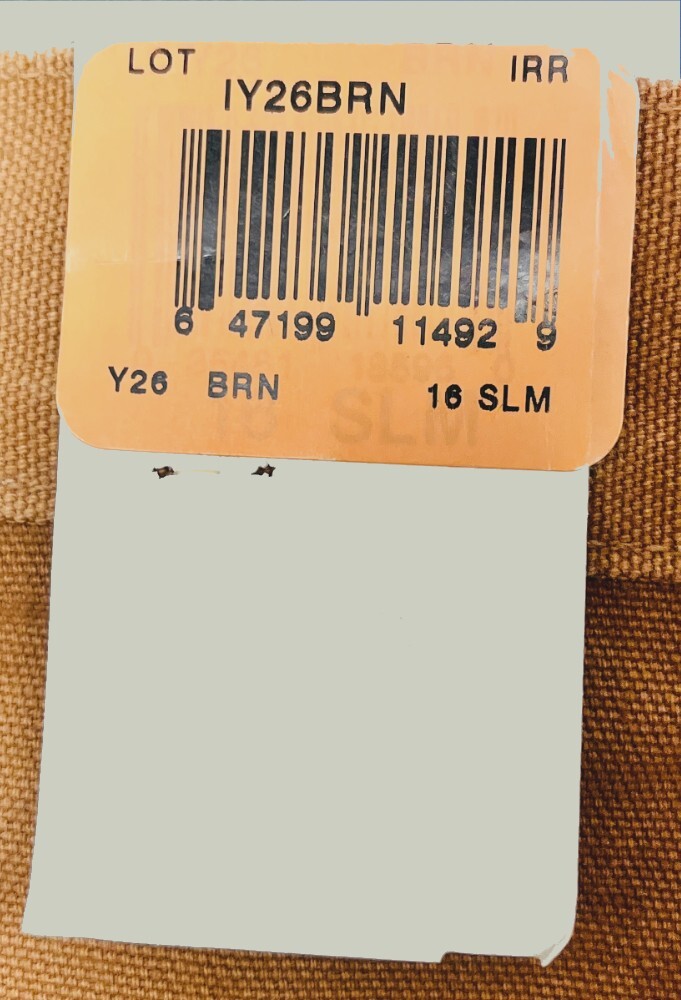 LOT IRR
IY26BRN
6 47199 11492 9
Y26 BRN 16 SLM